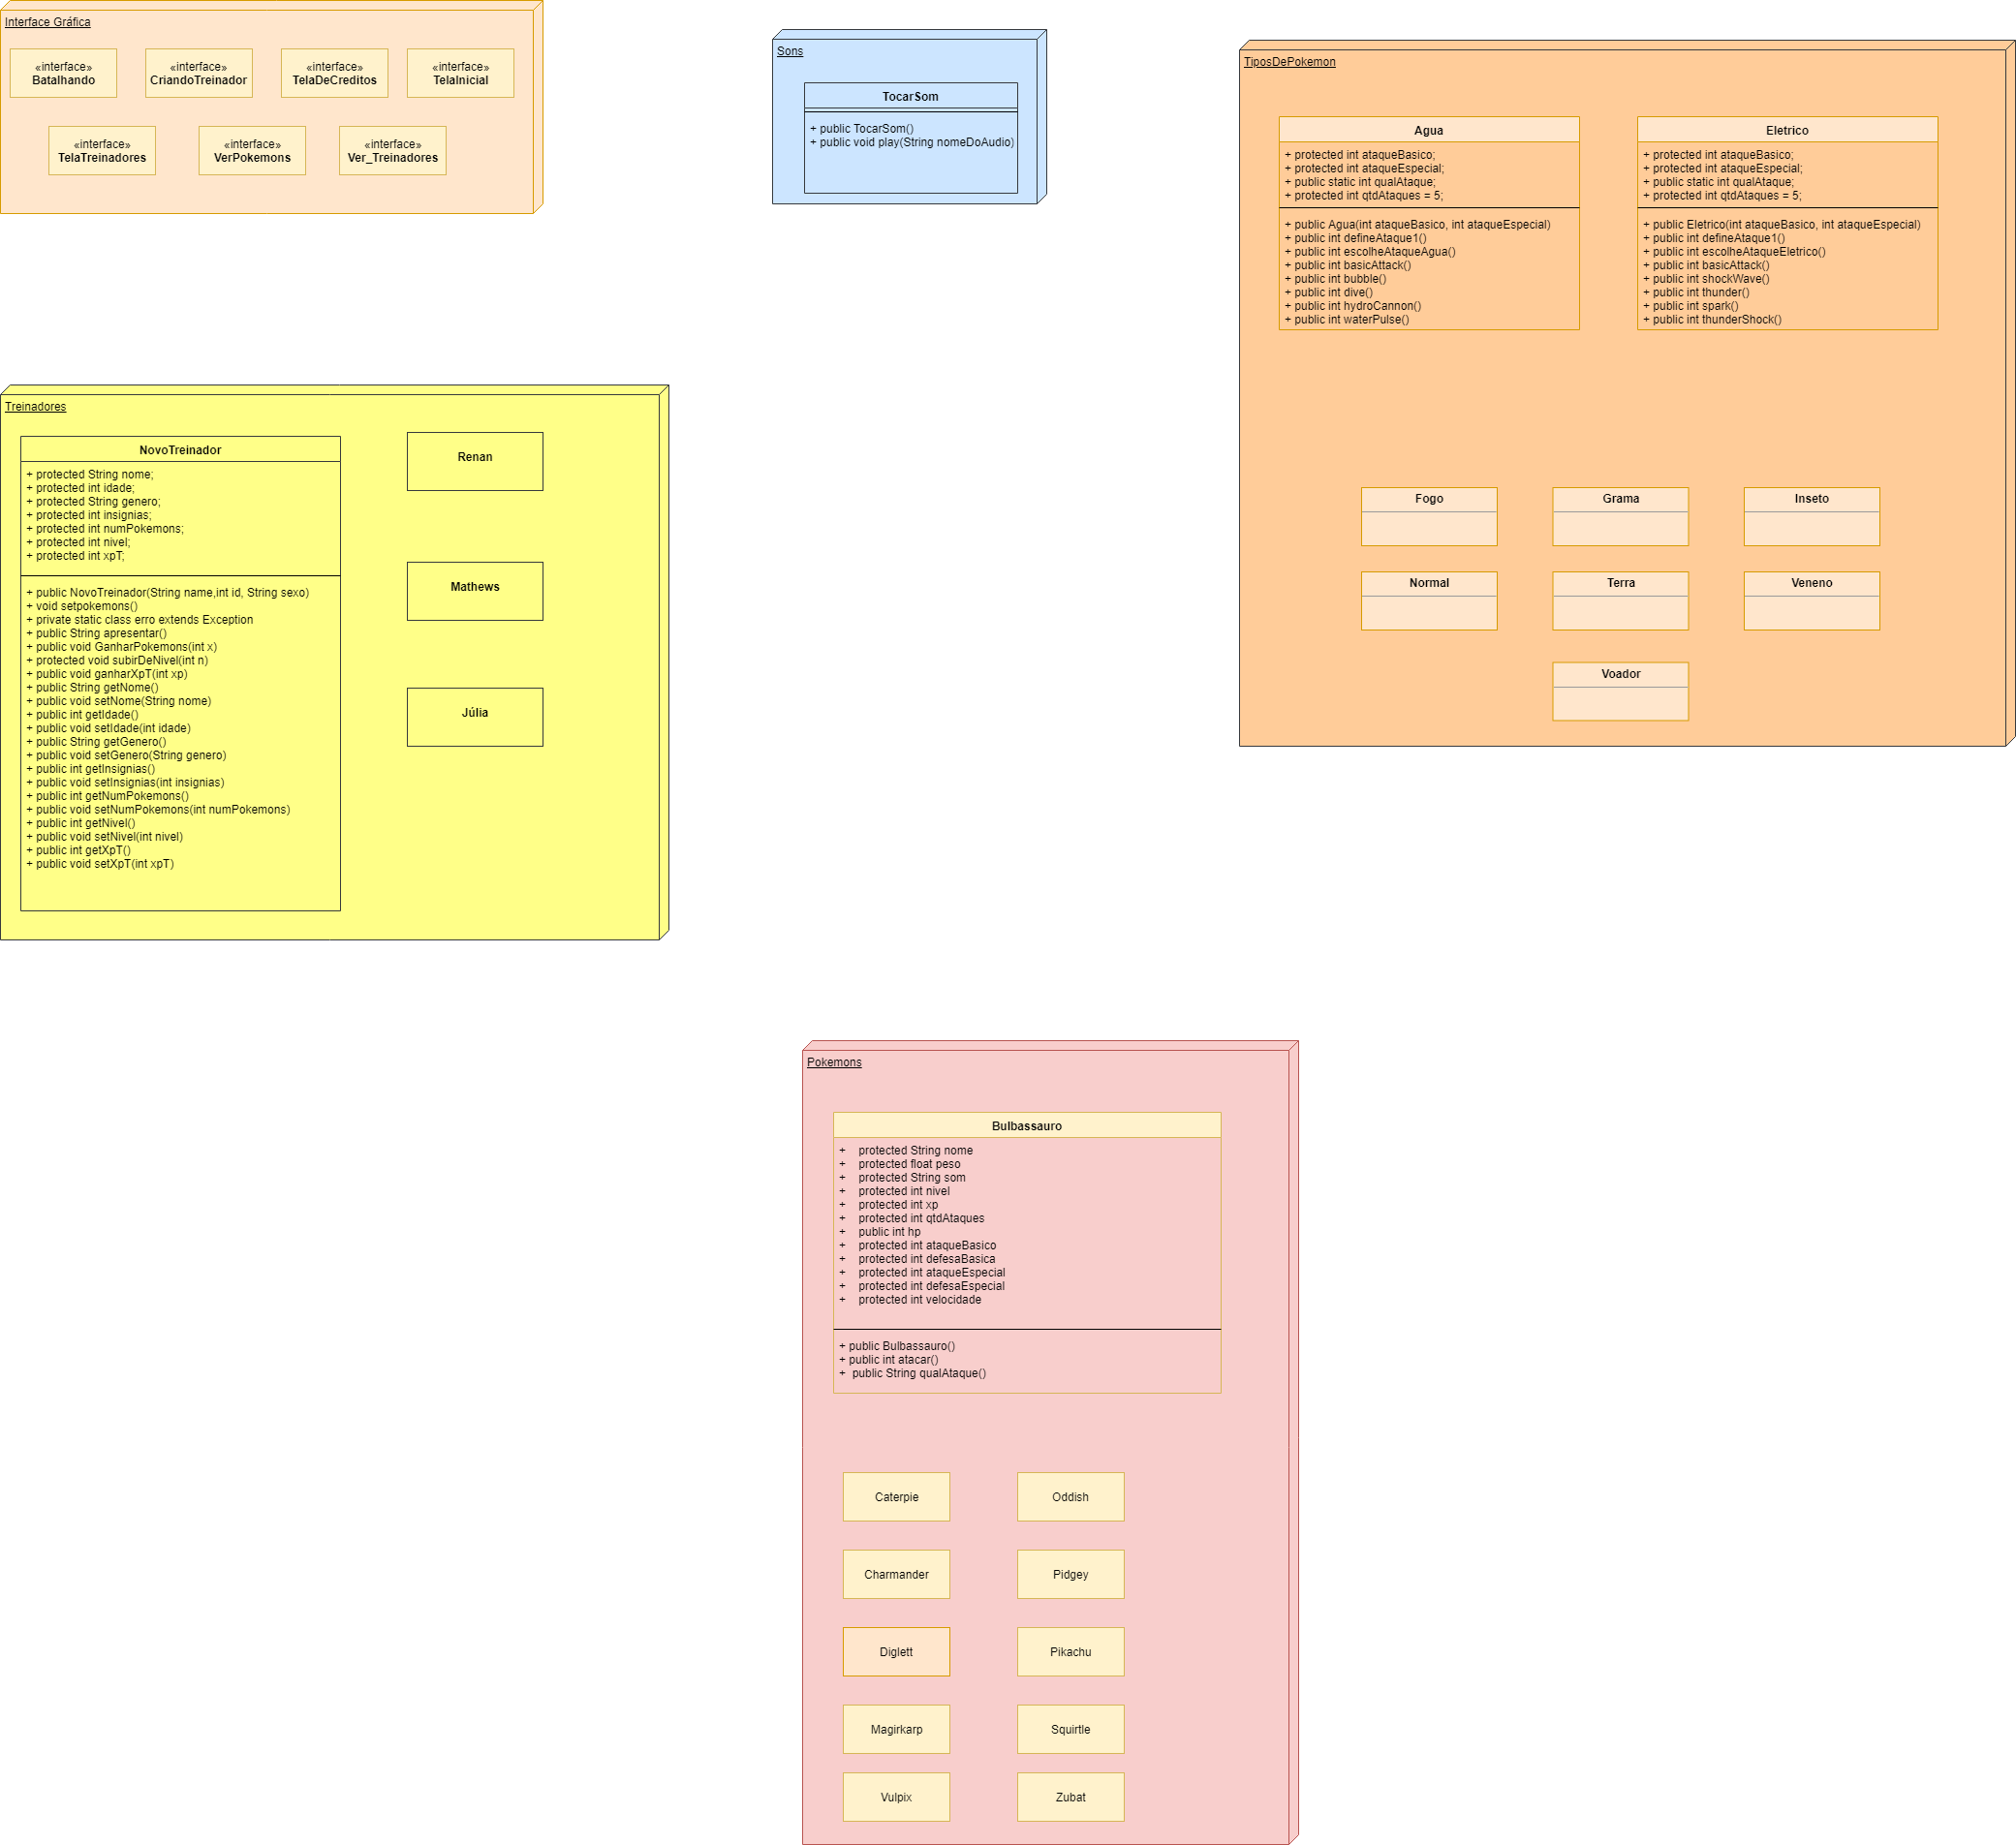 Interface Gráfica
«interface»
Batalhando
«interface»
CriandoTreinador
«interface»
TelaDeCreditos
«interface»
TelaInicial
«interface»
TelaTreinadores
«interface»
VerPokemons
«interface»
Ver_Treinadores
Sons
TocarSom
+ public TocarSom()
+ public void play(String nomeDoAudio)
TiposDePokemon
Agua
+ protected int ataqueBasico;
+ protected int ataqueEspecial;
+ public static int qualAtaque;
+ protected int qtdAtaques = 5;
+ public Agua(int ataqueBasico, int ataqueEspecial)
+ public int defineAtaque1()
+ public int escolheAtaqueAgua()
+ public int basicAttack()
+ public int bubble()
+ public int dive()
+ public int hydroCannon()
+ public int waterPulse()
Eletrico
+ protected int ataqueBasico;
+ protected int ataqueEspecial;
+ public static int qualAtaque;
+ protected int qtdAtaques = 5;
+ public Eletrico(int ataqueBasico, int ataqueEspecial)
+ public int defineAtaque1()
+ public int escolheAtaqueEletrico()
+ public int basicAttack()
+ public int shockWave()
+ public int thunder()
+ public int spark()
+ public int thunderShock()
Fogo
Grama
Inseto
Normal
Terra
Veneno
Voador
Treinadores
NovoTreinador
+ protected String nome;
+ protected int idade;
+ protected String genero;
+ protected int insignias;
+ protected int numPokemons;
+ protected int nivel;
+ protected int xpT;
+ public NovoTreinador(String name,int id, String sexo)
+ void setpokemons()
+ private static class erro extends Exception
+ public String apresentar()
+ public void GanharPokemons(int x)
+ protected void subirDeNivel(int n)
+ public void ganharXpT(int xp)
+ public String getNome()
+ public void setNome(String nome)
+ public int getIdade()
+ public void setIdade(int idade)
+ public String getGenero()
+ public void setGenero(String genero)
+ public int getInsignias()
+ public void setInsignias(int insignias)
+ public int getNumPokemons()
+ public void setNumPokemons(int numPokemons)
+ public int getNivel()
+ public void setNivel(int nivel)
+ public int getXpT()
+ public void setXpT(int xpT)
Renan
Mathews
Júlia
Pokemons
Bulbassauro
+ protected String nome
+ protected float peso
+ protected String som
+ protected int nivel
+ protected int xp
+ protected int qtdAtaques
+ public int hp
+ protected int ataqueBasico
+ protected int defesaBasica
+ protected int ataqueEspecial
+ protected int defesaEspecial
+ protected int velocidade
+ public Bulbassauro()
+ public int atacar()
+ public String qualAtaque()
Caterpie
Oddish
Charmander
Pidgey
Diglett
Pikachu
Magirkarp
Squirtle
Vulpix
Zubat